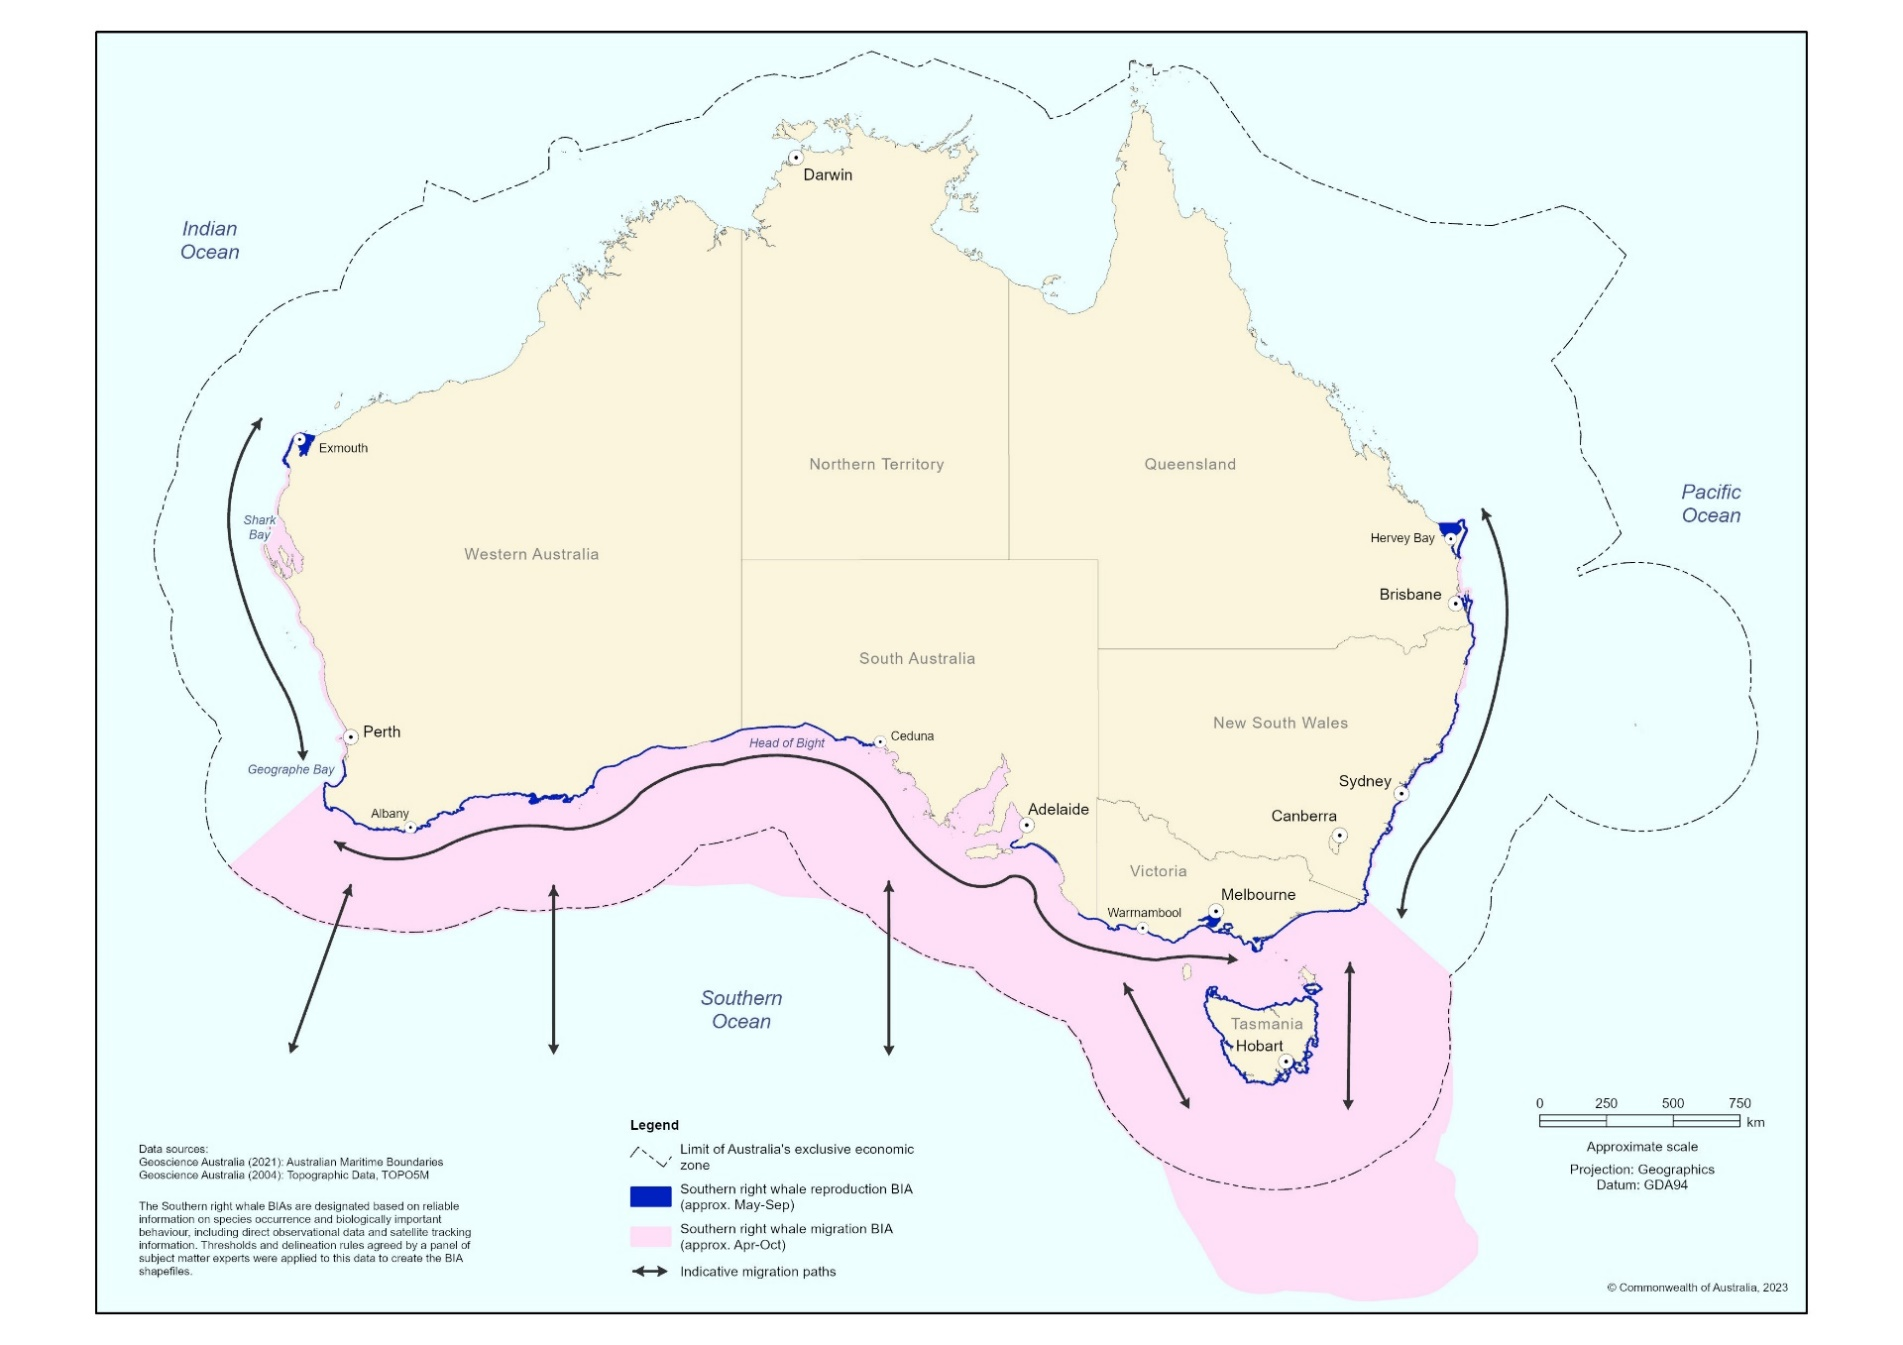 Darwin
Indian
Ocean
Exmouth
Northern Territory
Queensland
Shark
Bay
Pacific
Ocean
Western Australia
Hervey Bay
Brisbane
South Australia
New South Wales
Perth
Head of Bight
Ceduna
Geographe Bay
Sydney
Albany
Adelaide
Canberra
Victoria
Melbourne
Warrnambool
Southern
Ocean
Tasmania
Hobart
0 250 500 750
km
Approximate scale
Projection: Geographics
Datum: GDA94
Legend
Limit of Australia's exclusive economic
zone
Southern right whale reproduction BIA
(approx. May-Sep)
Southern right whale migration BIA
(approx. Apr-Oct)
Indicative migration paths
Data sources:
Geoscience Australia (2021): Australian Maritime Boundaries
Geoscience Australia (2004): Topographic Data, TOPO5M
The Southern right whale BIAs are designated based on reliable
information on species occurrence and biologically important
behaviour, including direct observational data and satellite tracking
information. Thresholds and delineation rules agreed by a panel of
subject matter experts were applied to this data to create the BIA
shapefiles.
© Commonwealth of Australia, 2023